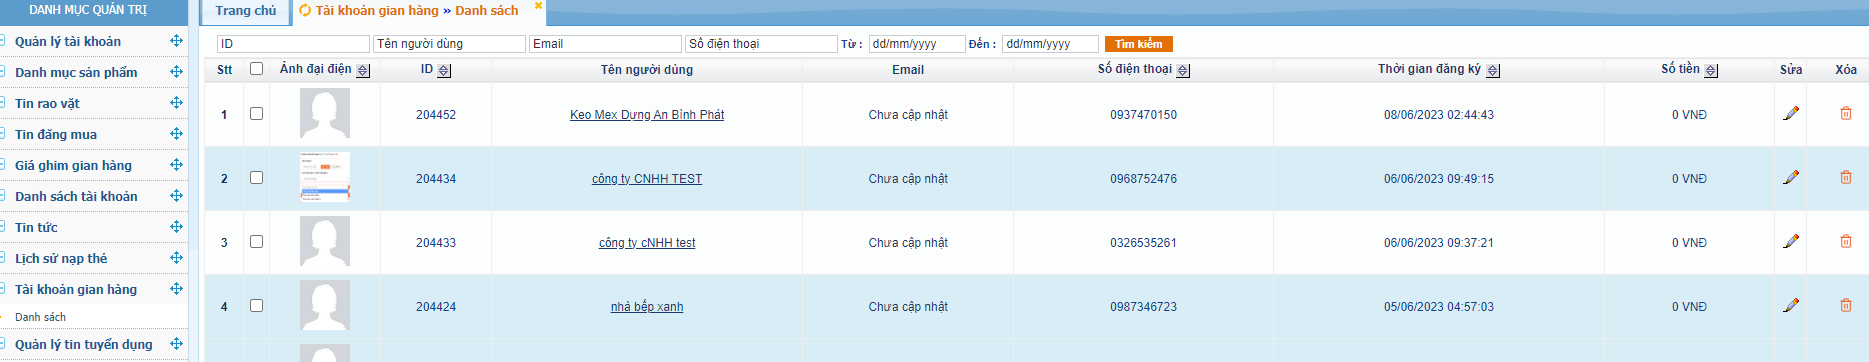 DANH MỤC QUẢN TRỊ
Trang chủ
Tài khoản gian hàng » Danh sách
Quản lý tài khoản
Danh mục sản phẩm
Tin rao vặt
Tin đăng mua
Giá ghim gian hàng
Danh sách tài khoản
Tin tức
Lịch sử nạp thẻ
Tài khoản gian hàng
Danh sách
Quản lý tin tuyển dụng
ID Tên người dùng Email Số điện thoại Từ : dd/mm/yyyy Đến : dd/mm/yyyy Tìm kiếm
Stt Ảnh đại diện ID Tên người dùng Email Số điện thoại Thời gian đăng ký Số tiền Sửa Xóa
1 204452 Keo Mex Dựng An Bình Phát Chưa cập nhật 0937470150 08/06/2023 02:44:43 0 VNĐ
2 204434 công ty CNHH TEST Chưa cập nhật 0968752476 06/06/2023 09:49:15 0 VNĐ
3 204433 công ty cNHH test Chưa cập nhật 0326535261 06/06/2023 09:37:21 0 VNĐ
4 204424 nhà bếp xanh Chưa cập nhật 0987346723 05/06/2023 04:57:03 0 VNĐ